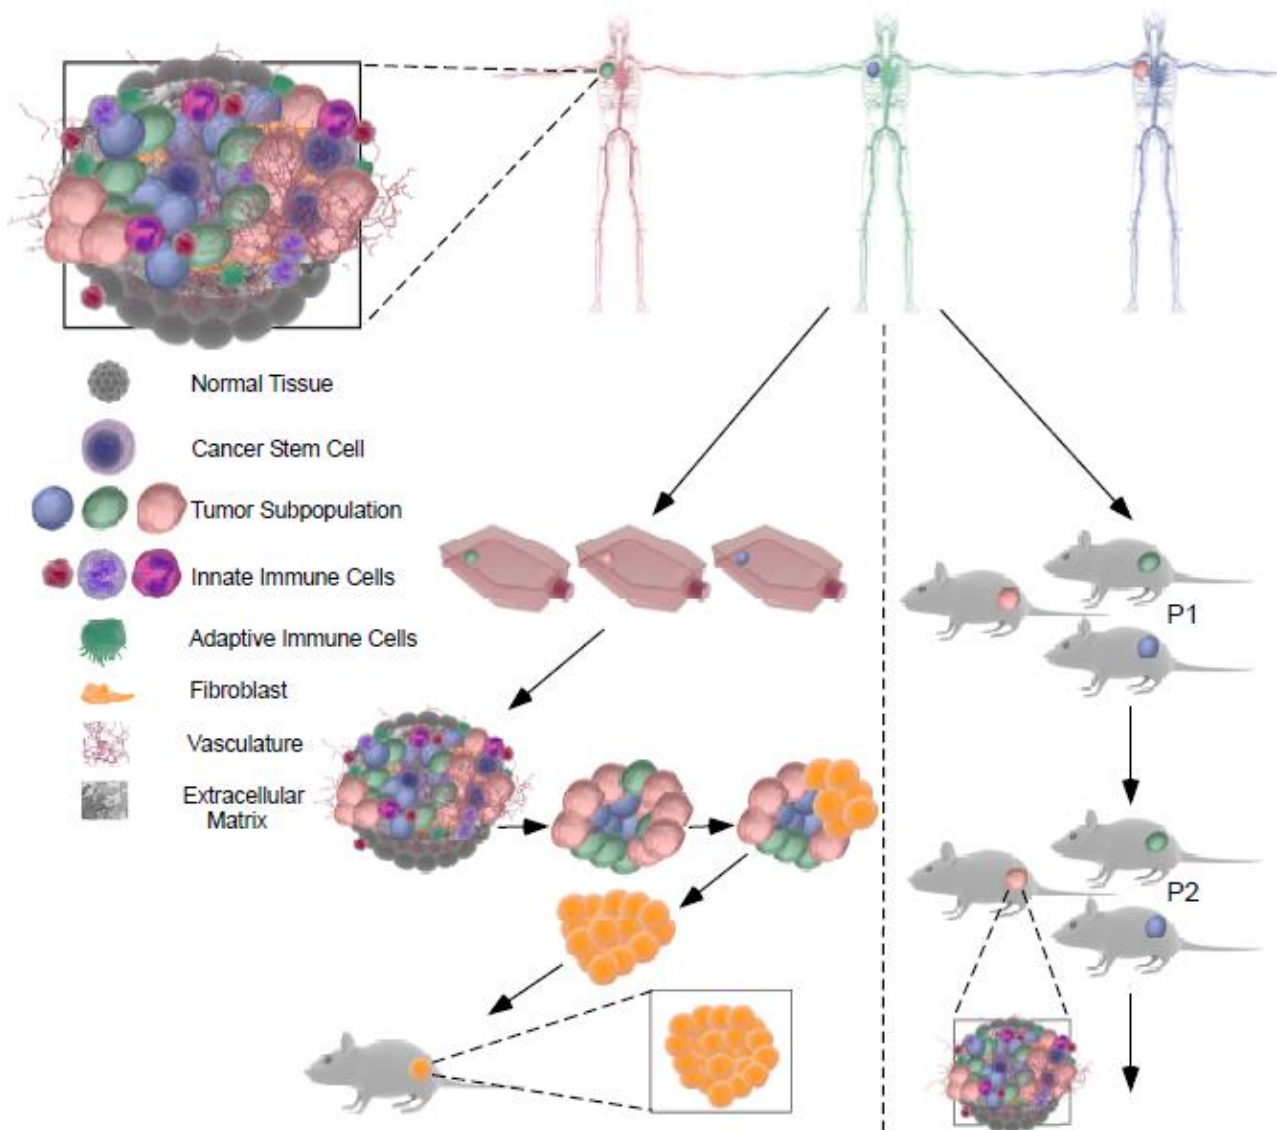 Normal Tissue
Cancer Stem Cell
Tumor Subpopulation
Innate Immune Cells
Adaptive Immune Cells
Fibroblast
Vasculature
Extracellular
Matrix
P1
P2